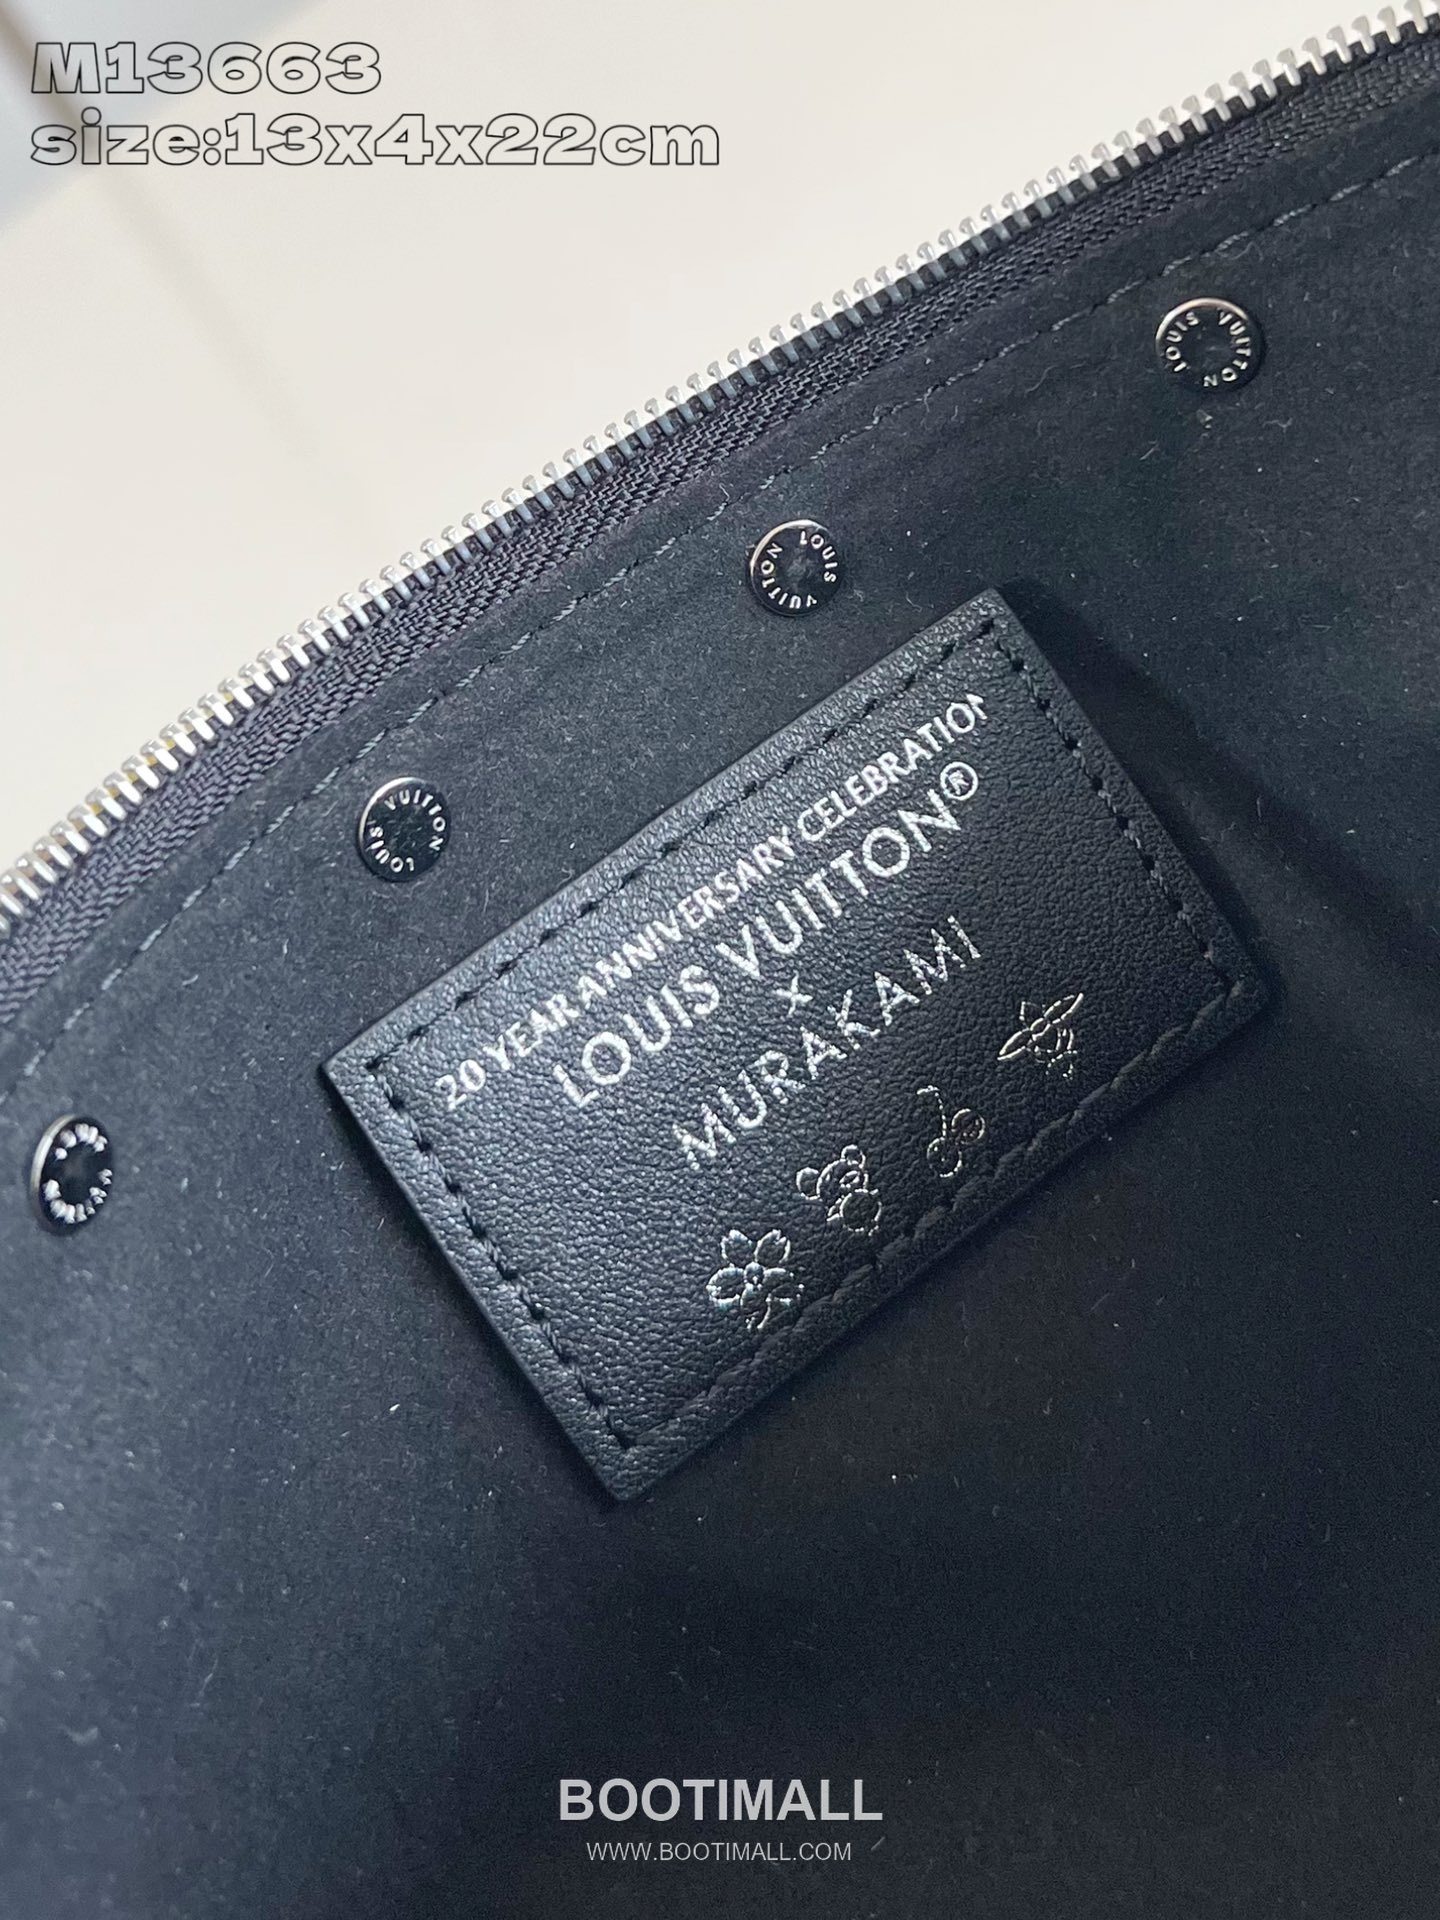 M13663
size:13x4x22cm
LOUIS VUITTON
LOUIS VUITTON
LOUIS VUITTON
20 YEAR ANNIVERSARY CELEBRATION
LOUIS VUITTON®
x
MURAKAMI
BOOTIMALL
WWW.BOOTIMALL.COM